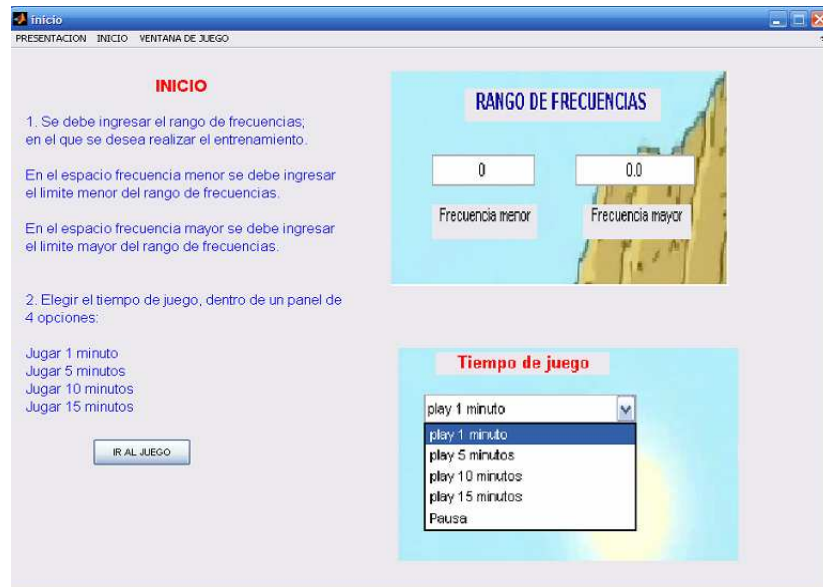 inicio
PRESENTACION INICIO VENTANA DE JUEGO
INICIO
1. Se debe ingresar el rango de frecuencias;
en el que se desea realizar el entrenamiento.
En el espacio frecuencia menor se debe ingresar
el limite menor del rango de frecuencias.
En el espacio frecuencia mayor se debe ingresar
el limite mayor del rango de frecuencias.
2. Elegir el tiempo de juego, dentro de un panel de
4 opciones:
Jugar 1 minuto
Jugar 5 minutos
Jugar 10 minutos
Jugar 15 minutos
IR AL JUEGO
RANGO DE FRECUENCIAS
0 0.0
Frecuencia menor Frecuencia mayor
Tiempo de juego
play 1 minuto
play 1 minuto
play 5 minutos
play 10 minutos
play 15 minutos
Pausa